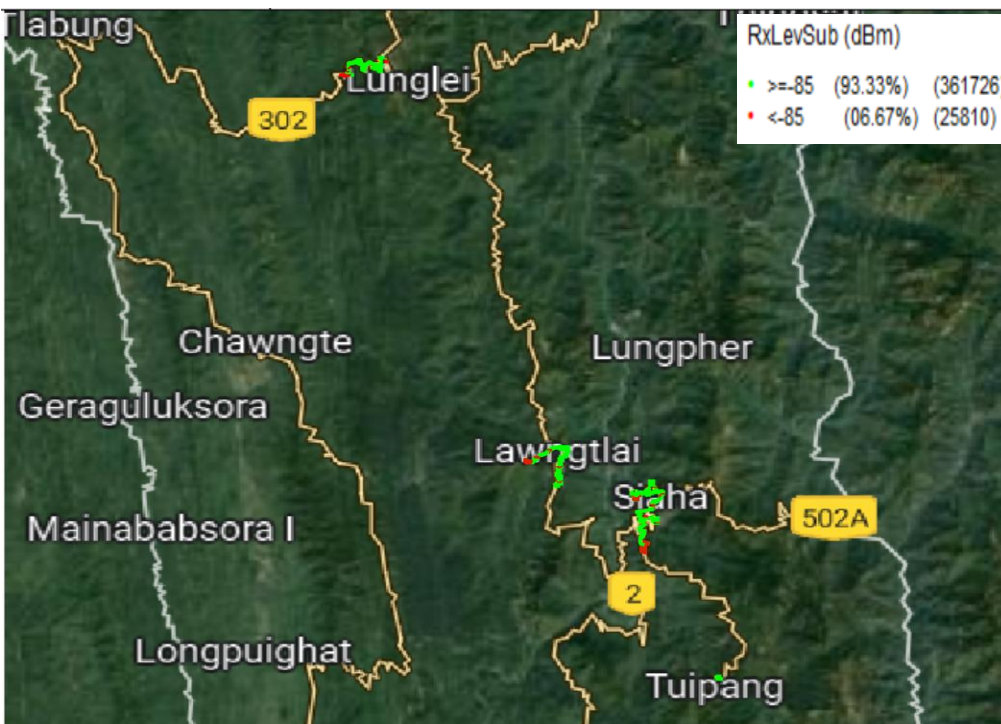 Tlabung
RxLevSub (dBm)
>=-85 (93.33%) (361726)
<-85 (06.67%) (25810)
Lunglei
302
Chawngte
Lungpher
Geraguluksora
Lawngtlai
Siaha
502A
Mainababsora I
2
Longpuighat
Tuipang